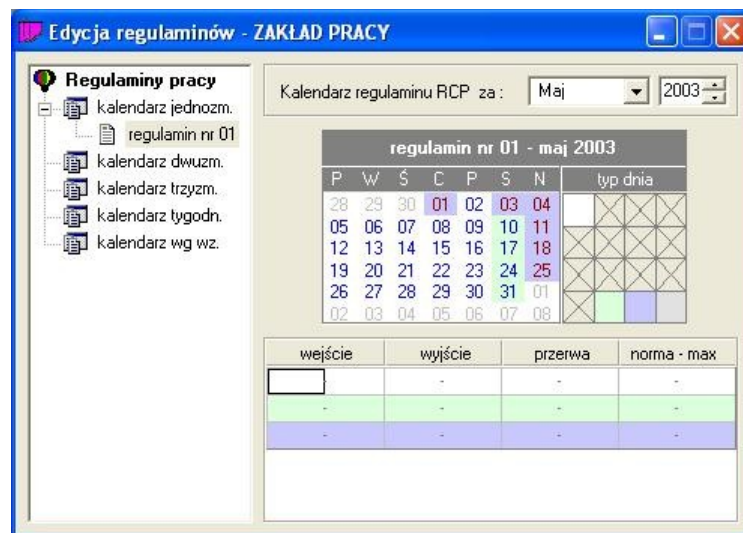 Edycja regulaminów - ZAKŁAD PRACY
Regulaminy pracy
kalendarz jednozm.
regulamin nr 01
kalendarz dwuzm.
kalendarz trzyzm.
kalendarz tygodn.
kalendarz wg wz.
Kalendarz regulaminu RCP za : Maj 2003
regulamin nr 01 - maj 2003
P W Ś C P S N typ dnia
28 29 30 01 02 03 04
05 06 07 08 09 10 11
12 13 14 15 16 17 18
19 20 21 22 23 24 25
26 27 28 29 30 31 01
02 03 04 05 06 07 08
wejście wyjście przerwa norma - max
- - - -
- - - -
- - - -